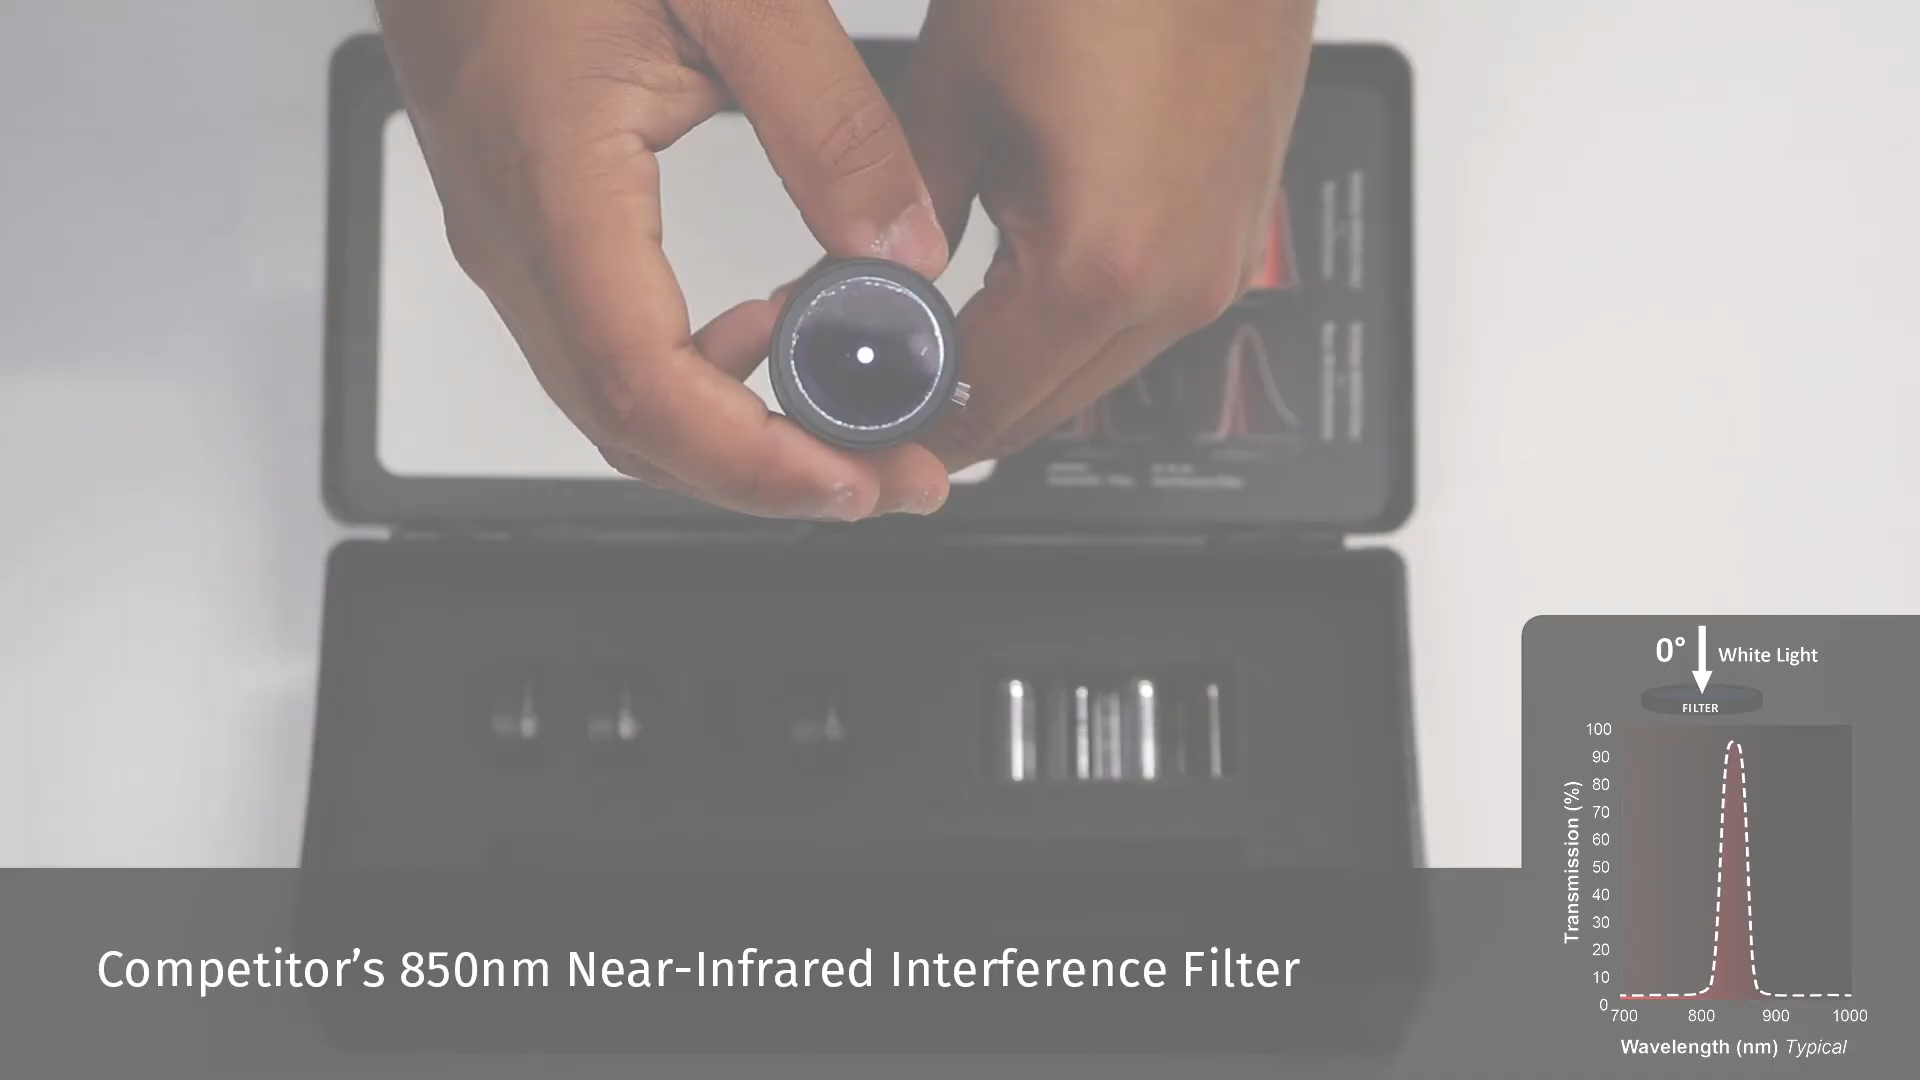 0°
White Light
FILTER
100
90
80
70
60
50
40
30
20
10
0
Transmission (%)
700 800 900 1000
Wavelength (nm) Typical
Competitor's 850nm Near-Infrared Interference Filter